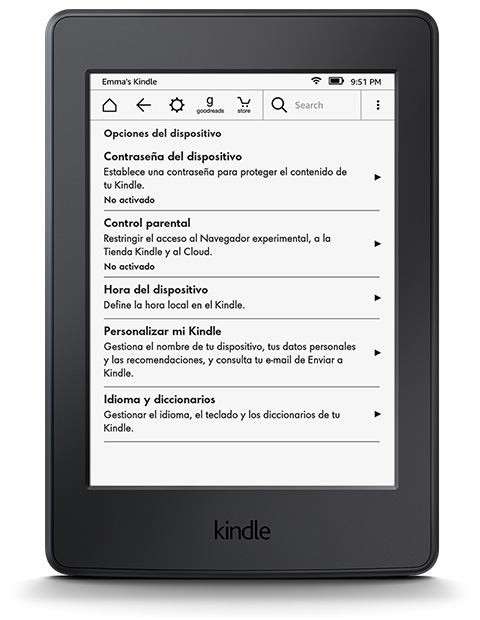 Emma's Kindle 9:51 PM
goodreads store Search
Opciones del dispositivo
Contraseña del dispositivo
Establece una contraseña para proteger el contenido de
tu Kindle.
No activado
Control parental
Restringir el acceso al Navegador experimental, a la
Tienda Kindle y al Cloud.
No activado
Hora del dispositivo
Define la hora local en el Kindle.
Personalizar mi Kindle
Gestiona el nombre de tu dispositivo, tus datos personales
y las recomendaciones, y consulta tu e-mail de Enviar a
Kindle.
Idioma y diccionarios
Gestionar el idioma, el teclado y los diccionarios de tu
Kindle.
kindle